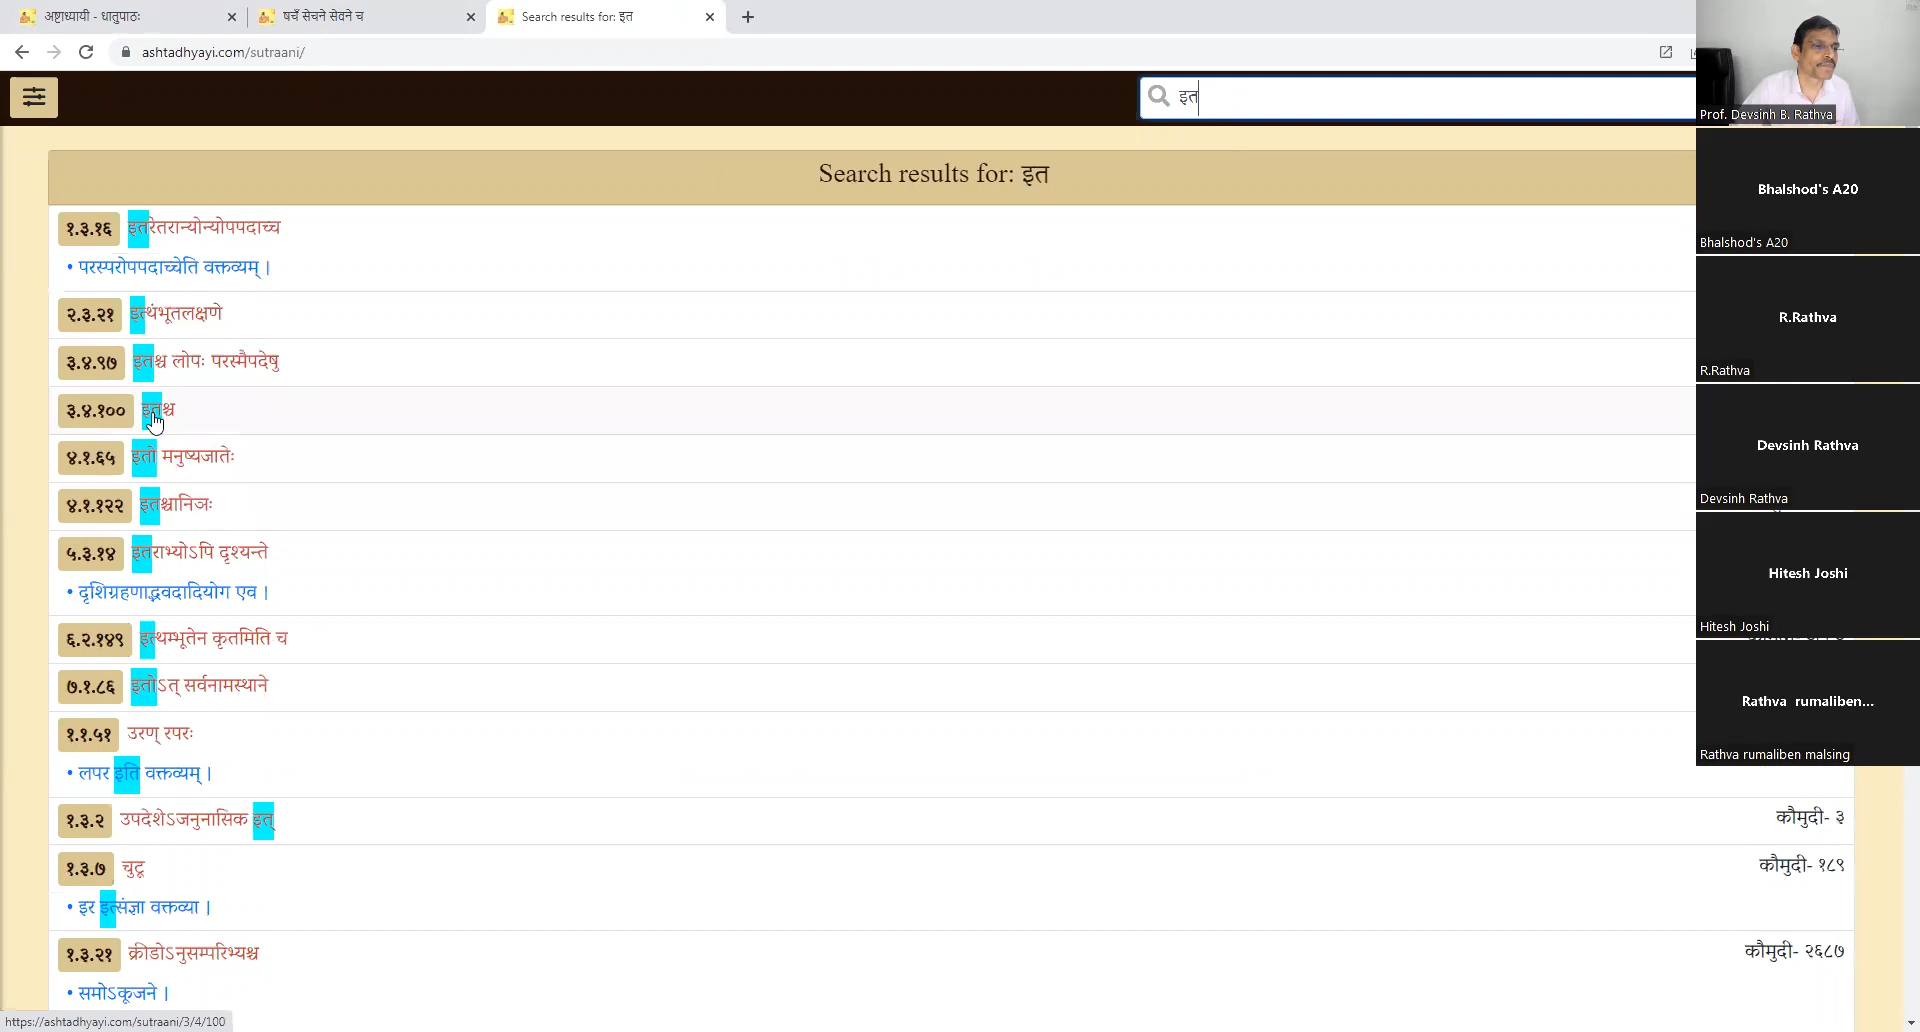 अष्टाध्यायी - धातुपाठः
षचँ सेचने सेवने च
Search results for: इत
ashtadhyayi.com/sutraani/
इत
Search results for: इत
१.३.१६ इतरेतरान्योन्योपपदाच्च
• परस्परोपपदाच्चेति वक्तव्यम् ।
२.३.२१ इत्थंभूतलक्षणे
३.४.९७ इतश्च लोपः परस्मैपदेषु
३.४.१०० इतश्च
४.१.६५ इतो मनुष्यजातेः
४.१.१२२ इतश्चानिञः
५.३.१४ इतराभ्योऽपि दृश्यन्ते
• दृशिग्रहणाद्भवदादियोग एव ।
६.२.१४९ इत्थम्भूतेन कृतमिति च
७.१.८६ इतोऽत् सर्वनामस्थाने
१.१.५१ उरण् रपरः
• लपर इति वक्तव्यम् ।
१.३.२ उपदेशेऽजनुनासिक इत् कौमुदी- ३
१.३.७ चुटू कौमुदी- १८९
• इर इत्संज्ञा वक्तव्या ।
१.३.२१ क्रीडोऽनुसम्परिभ्यश्च कौमुदी- २६८७
• समोऽकूजने ।
https://ashtadhyayi.com/sutraani/3/4/100
Prof. Devsinh B. Rathva
Bhalshod's A20
Bhalshod's A20
R.Rathva
R.Rathva
Devsinh Rathva
Devsinh Rathva
Hitesh Joshi
Hitesh Joshi
Rathva rumaliben...
Rathva rumaliben malsing